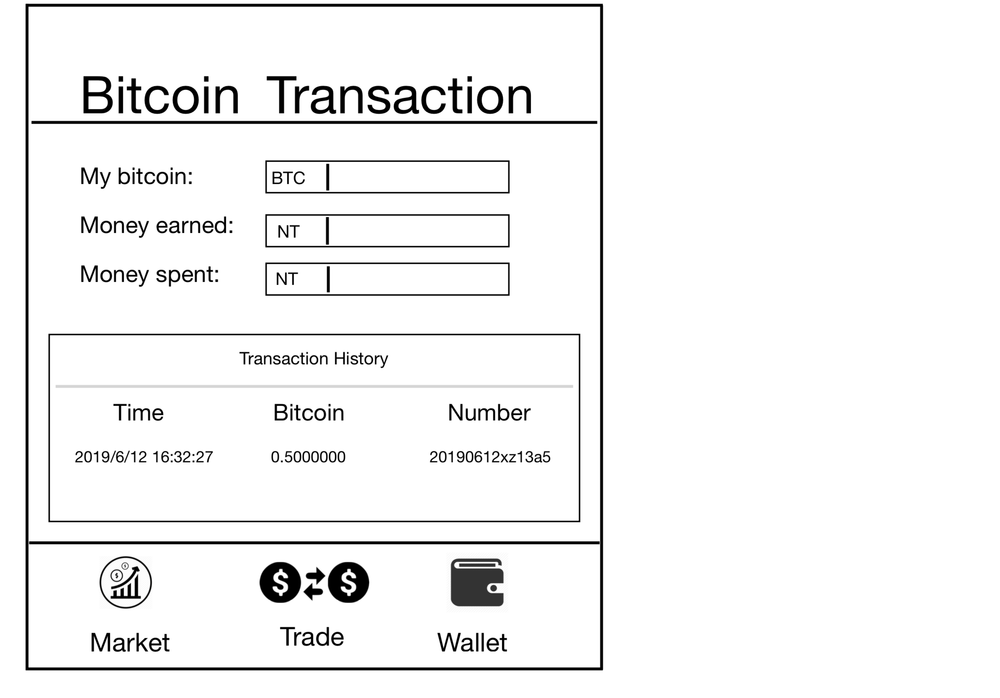 Bitcoin Transaction
My bitcoin: BTC
Money earned: NT
Money spent: NT
Transaction History
Time Bitcoin Number
2019/6/12 16:32:27 0.5000000 20190612xz13a5
$ $ $ $
Market Trade Wallet